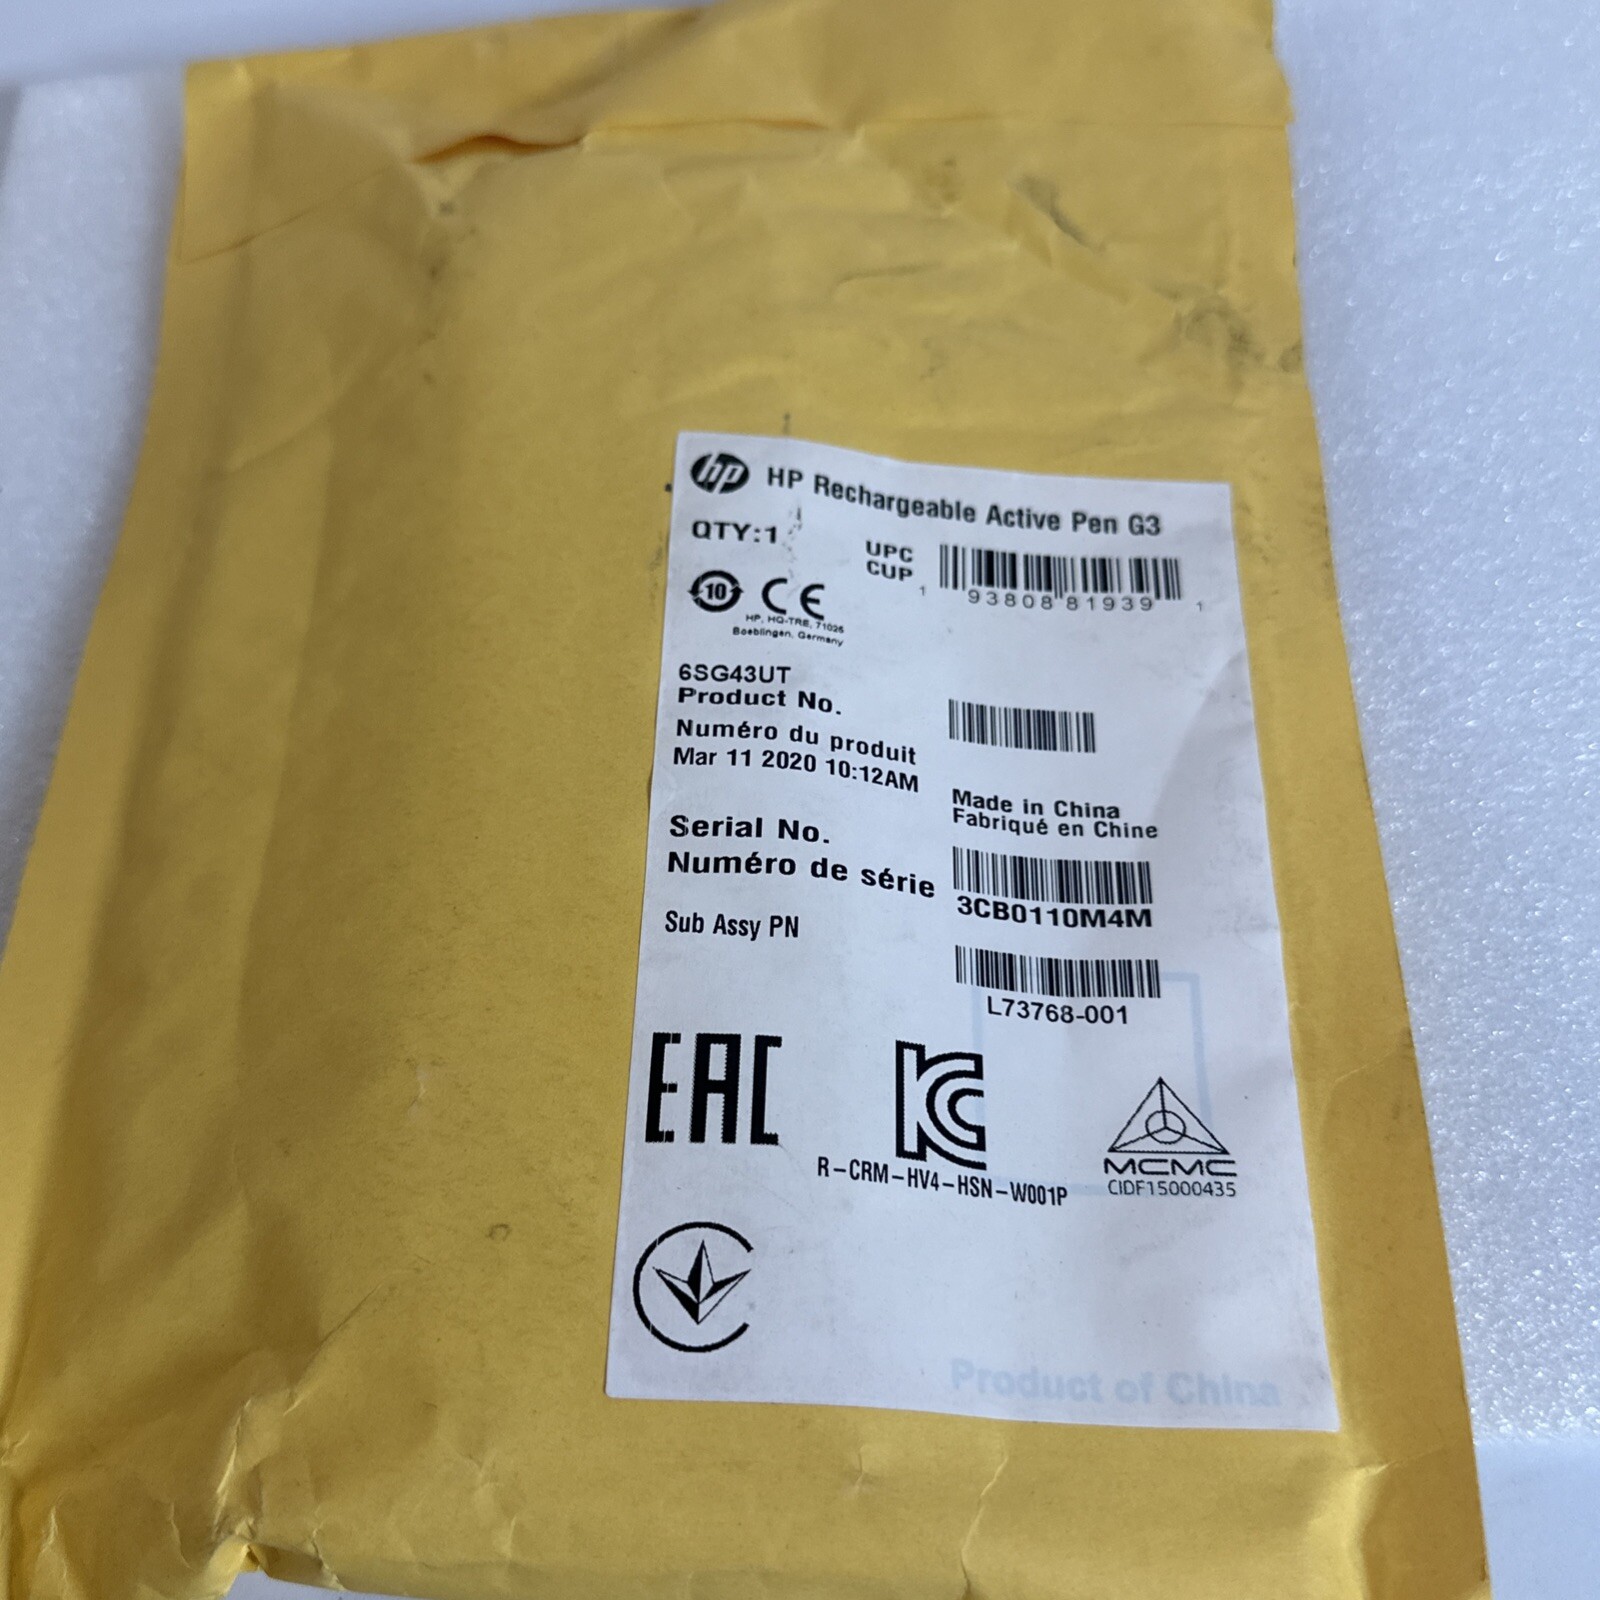 hp HP Rechargeable Active Pen G3
QTY:1
UPC
CUP
1 93808 81939 1
10 CE
HP, HQ-TRE, 71025
Boeblingen, Germany
6SG43UT
Product No.
Numéro du produit
Mar 11 2020 10:12AM
Made in China
Fabriqué en Chine
Serial No.
Numéro de série
3CB0110M4M
Sub Assy PN
L73768-001
EAC
KC
R-CRM-HV4-HSN-W001P
MCMC
CIDF15000435
Product of China